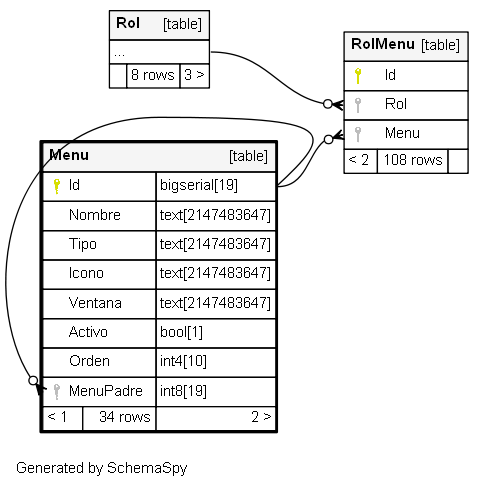 Rol [table]
...
8 rows 3 >
RolMenu [table]
Id
Rol
Menu
< 2 108 rows
Menu [table]
Id bigserial[19]
Nombre text[2147483647]
Tipo text[2147483647]
Icono text[2147483647]
Ventana text[2147483647]
Activo bool[1]
Orden int4[10]
MenuPadre int8[19]
< 1 34 rows 2 >
Generated by SchemaSpy